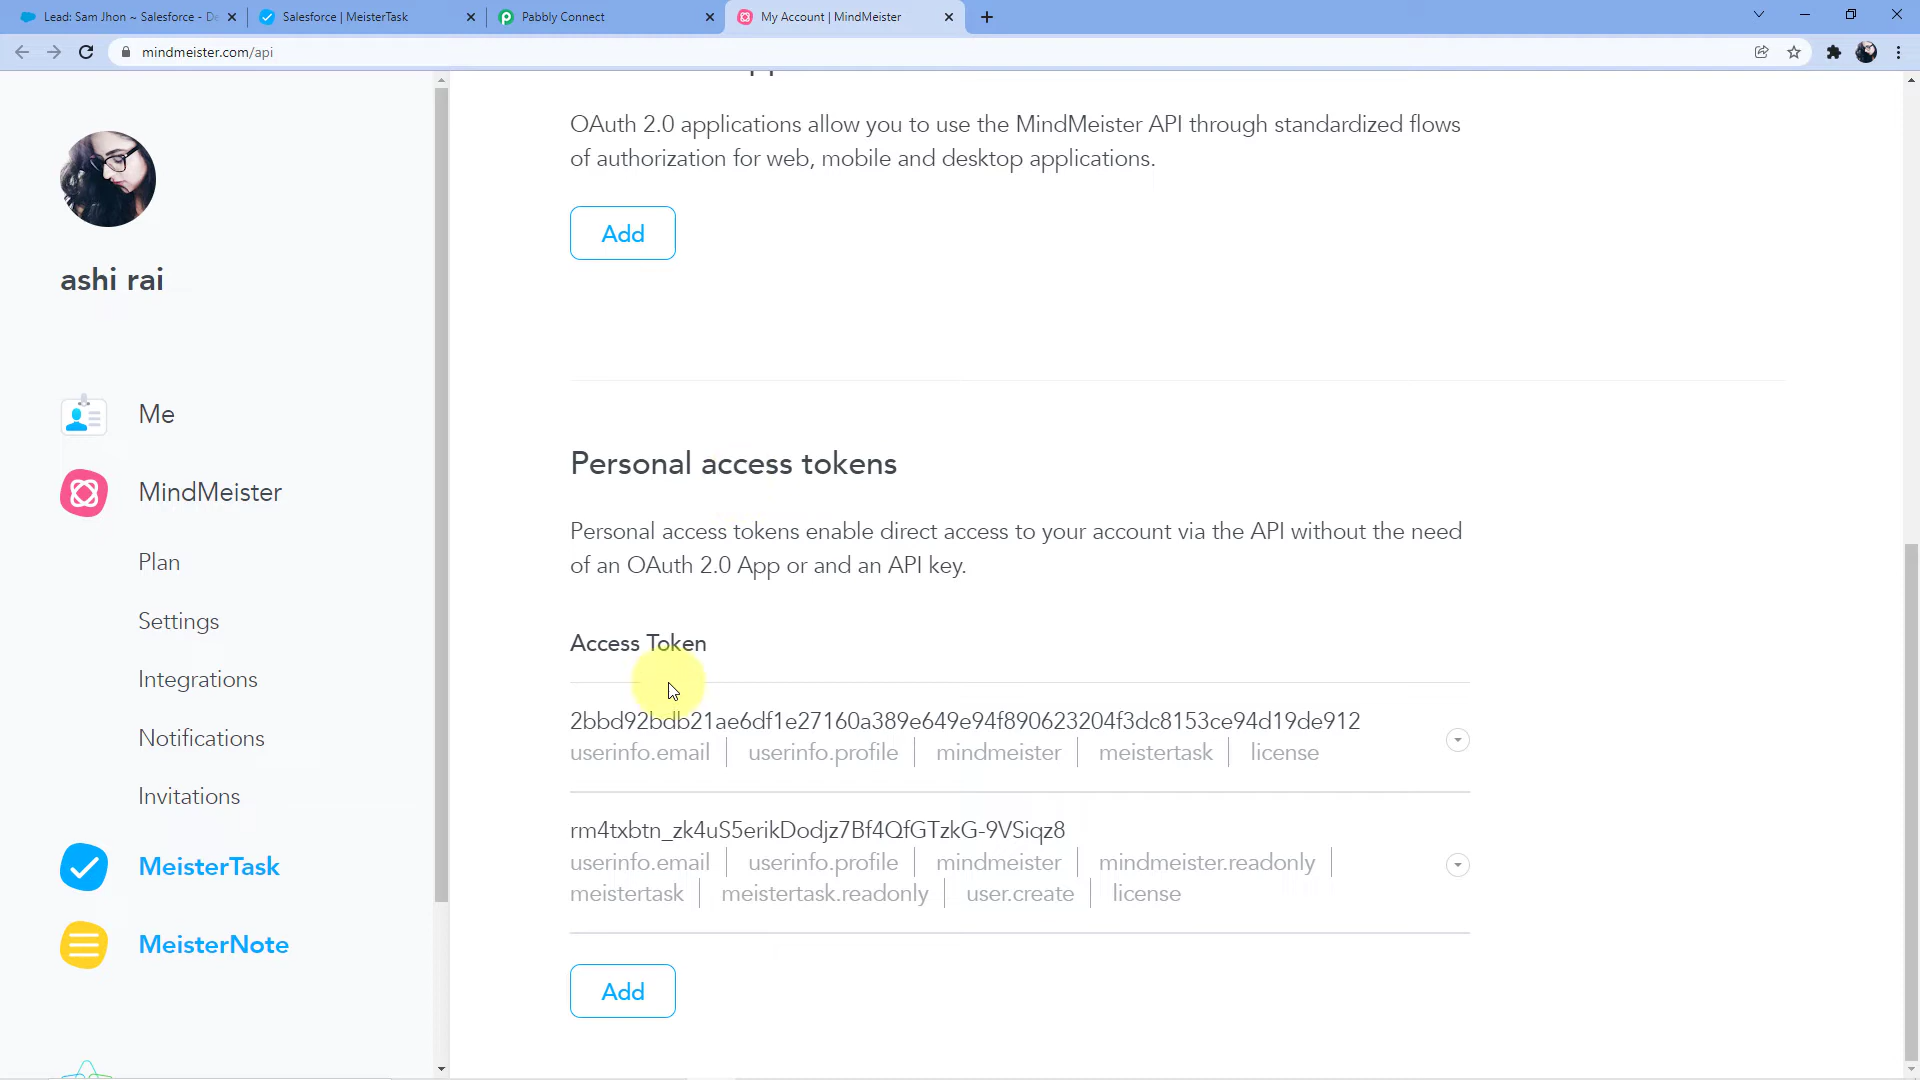 Lead: Sam Jhon ~ Salesforce - De
Salesforce | MeisterTask
Pabbly Connect
My Account | MindMeister
mindmeister.com/api
OAuth 2.0 applications allow you to use the MindMeister API through standardized flows
of authorization for web, mobile and desktop applications.
Add
ashi rai
Me
MindMeister
Plan
Settings
Integrations
Notifications
Invitations
MeisterTask
MeisterNote
Personal access tokens
Personal access tokens enable direct access to your account via the API without the need
of an OAuth 2.0 App or and an API key.
Access Token
2bbd92bdb21ae6df1e27160a389e649e94f890623204f3dc8153ce94d19de912
userinfo.email userinfo.profile mindmeister meistertask license
rm4txbtn_zk4uS5erikDodjz7Bf4QfGTzkG-9VSiqz8
userinfo.email userinfo.profile mindmeister mindmeister.readonly
meistertask meistertask.readonly user.create license
Add